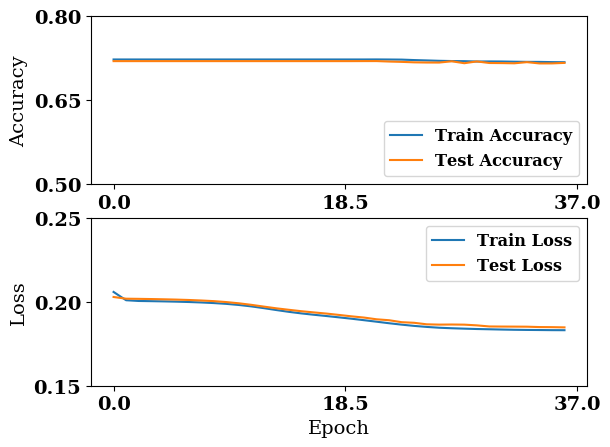 0.80
0.65
0.50
Accuracy
Train Accuracy
Test Accuracy
0.0 18.5 37.0
0.25
0.20
0.15
Loss
Train Loss
Test Loss
0.0 18.5 37.0
Epoch